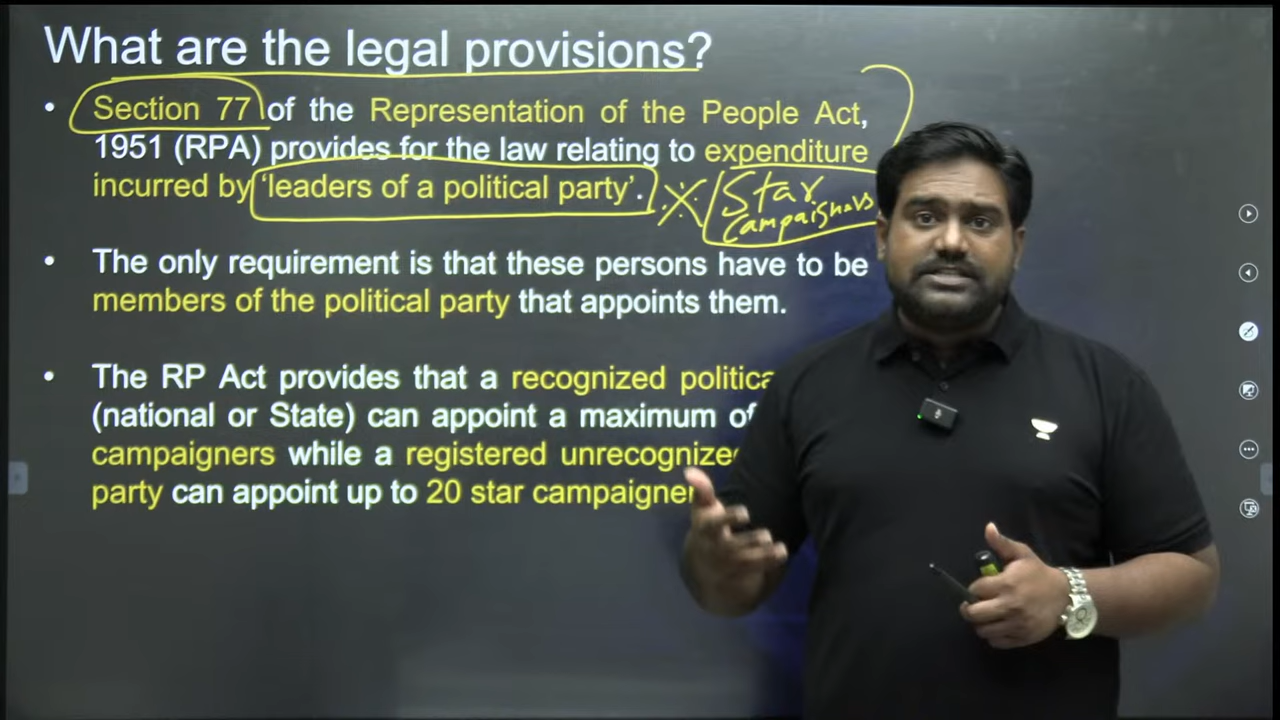 What are the legal provisions?
• Section 77 of the Representation of the People Act,
1951 (RPA) provides for the law relating to expenditure
incurred by 'leaders of a political party'.
Star
Campaigners
• The only requirement is that these persons have to be
members of the political party that appoints them.
• The RP Act provides that a recognized
(national or State) can appoint a maximum of
campaigners while a registered
party can appoint up to 20 star